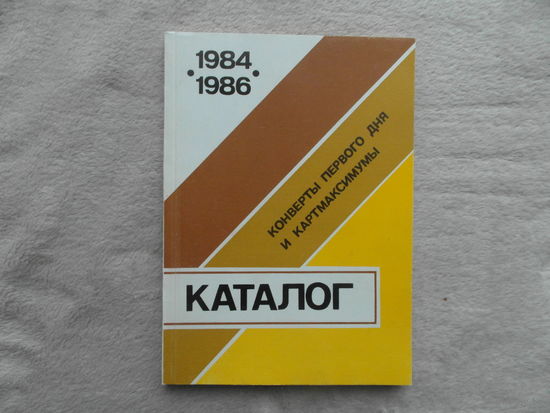 1984
• 1986 •
КОНВЕРТЫ ПЕРВОГО ДНЯ
И КАРТМАКСИМУМЫ
КАТАЛОГ